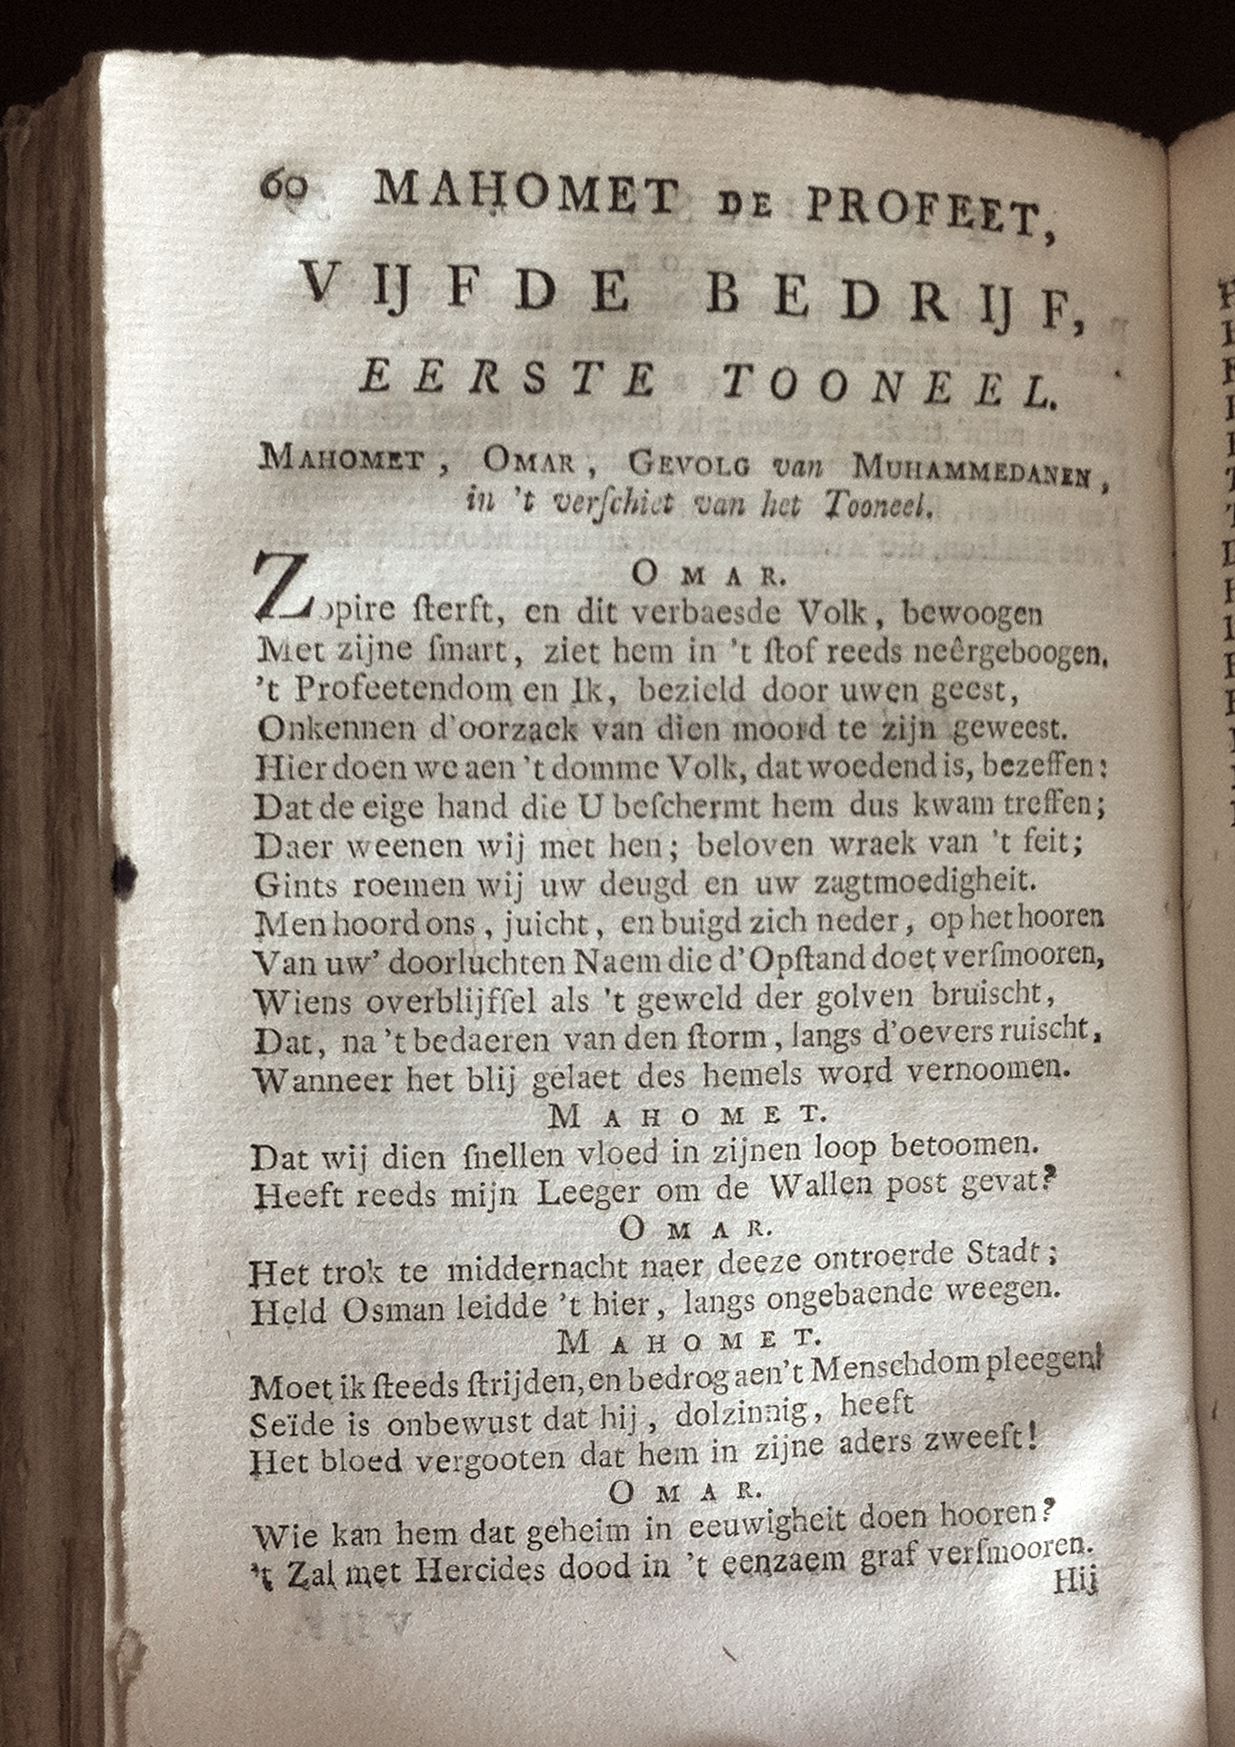 60 MAHOMET DE PROFEET,
VIJFDE BEDRIJF,
EERSTE TOONEEL.
MAHOMET, OMAR, GEVOLG van MUHAMMEDANEN,
in 't verſchiet van het Tooneel.
OMAR.
Zopire ſterft, en dit verbaesde Volk, bewoogen
Met zijne ſmart, ziet hem in 't ſtof reeds neêrgeboogen.
't Profeetendom en Ik, bezield door uwen geest,
Onkennen d'oorzaek van dien moord te zijn geweest.
Hier doen we aen 't domme Volk, dat woedend is, bezeffen:
Dat de eige hand die U beſchermt hem dus kwam treffen;
Daer weenen wij met hen; beloven wraek van 't feit;
Gints roemen wij uw deugd en uw zagtmoedigheit.
Men hoord ons, juicht, en buigd zich neder, op het hooren
Van uw' doorluchten Naem die d'Opſtand doet verſmooren,
Wiens overblijfſel als 't geweld der golven bruischt,
Dat, na 't bedaeren van den ſtorm, langs d'oevers ruischt,
Wanneer het blij gelaet des hemels word vernoomen.
MAHOMET.
Dat wij dien ſnellen vloed in zijnen loop betoomen.
Heeft reeds mijn Leeger om de Wallen post gevat?
OMAR.
Het trok te middernacht naer deeze ontroerde Stadt;
Held Osman leidde 't hier, langs ongebaende weegen.
MAHOMET.
Moet ik ſteeds ſtrijden, en bedrog aen't Menschdom pleegen!
Seïde is onbewust dat hij, dolzinnig, heeft
Het bloed vergooten dat hem in zijne aders zweeft!
OMAR.
Wie kan hem dat geheim in eeuwigheit doen hooren?
't Zal met Hercides dood in 't eenzaem graf verſmooren.
Hij